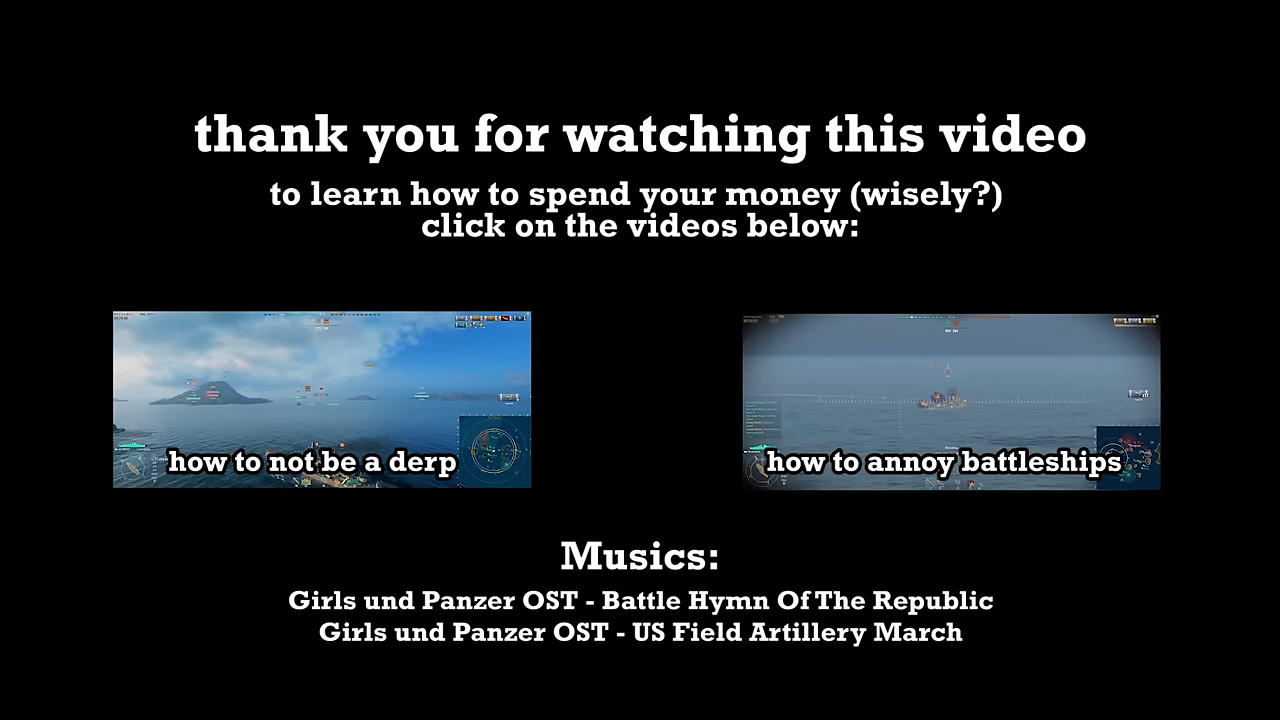 thank you for watching this video
to learn how to spend your money (wisely?)
click on the videos below:
how to not be a derp
how to annoy battleships
Musics:
Girls und Panzer OST - Battle Hymn Of The Republic
Girls und Panzer OST - US Field Artillery March